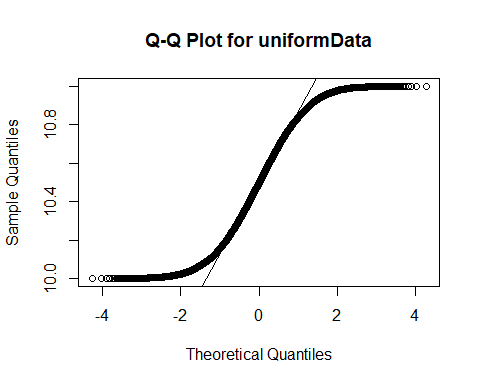 Q-Q Plot for uniformData
Sample Quantiles
10.8
10.4
10.0
-4 -2 0 2 4
Theoretical Quantiles